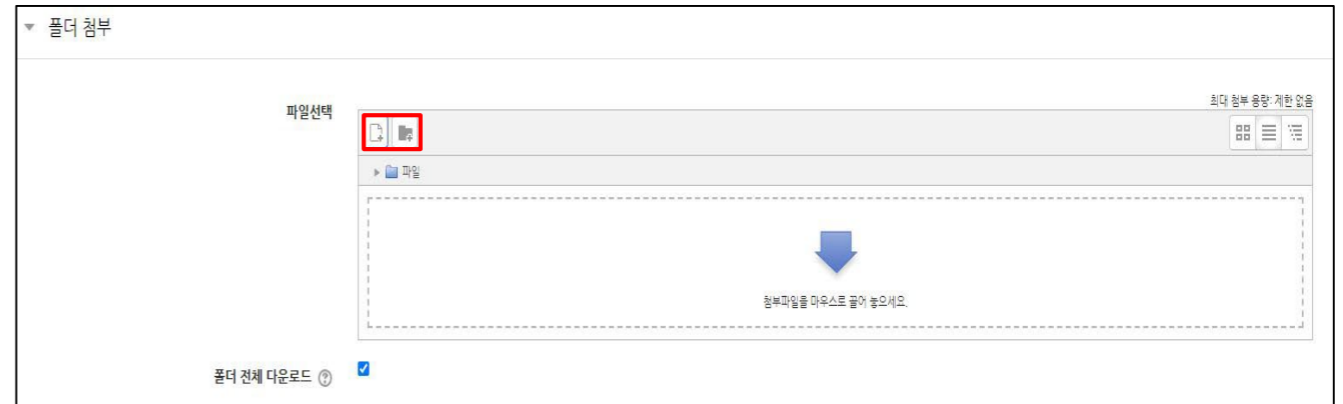 폴더 첨부
최대 첨부 용량: 제한 없음
파일선택
파일
첨부파일을 마우스로 끌어 놓으세요.
폴더 전체 다운로드 ?